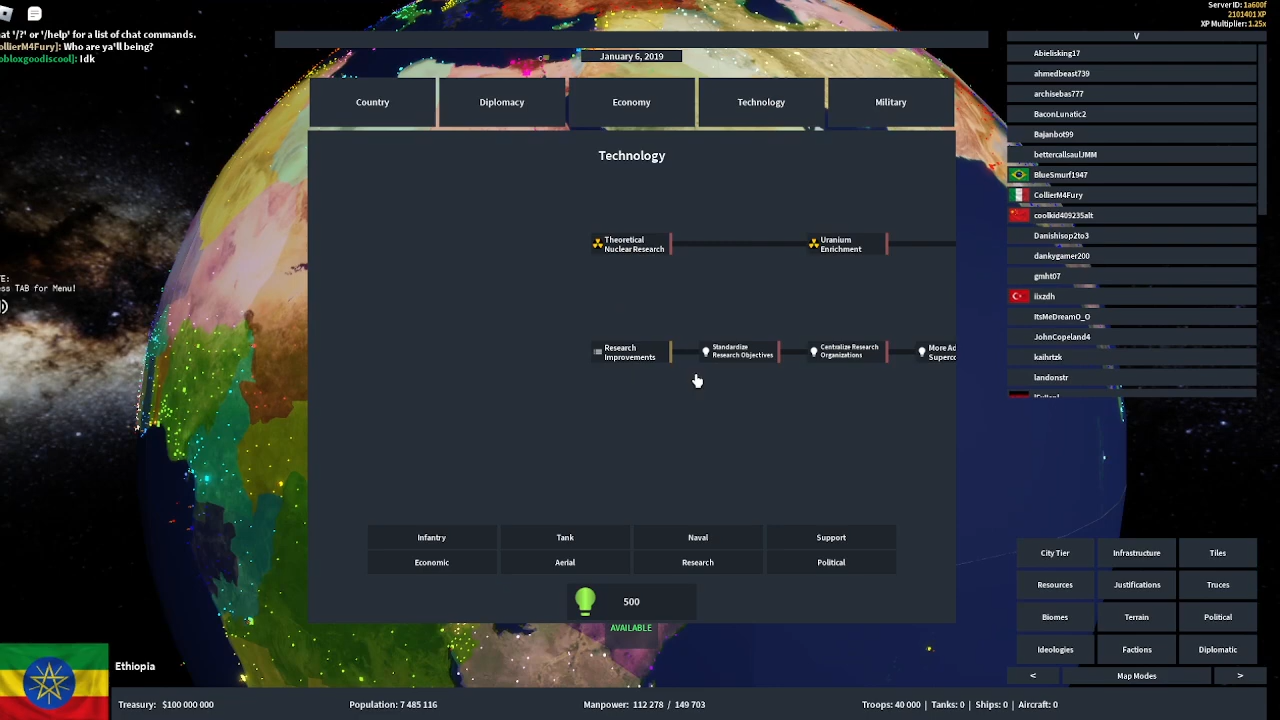 at '/?' or '/help' for a list of chat commands.
ollierM4Fury]: Who are ya'll being?
obloxgoodiscool]: Idk
Server ID: 1a600f
2101401 XP
XP Multiplier: 1.25x
January 6, 2019
V
Country
Diplomacy
Economy
Technology
Military
Technology
Theoretical
Nuclear Research
Uranium
Enrichment
Research
Improvements
Standardize
Research Objectives
Centralize Research
Organizations
More Ad
Superco
Infantry
Tank
Naval
Support
Economic
Aerial
Research
Political
500
AVAILABLE
TE:
ess TAB for Menu!
Abielisking17
ahmedbeast739
archisebas777
BaconLunatic2
Bajanbot99
bettercallsaulJMM
BlueSmurf1947
CollierM4Fury
coolkid409235alt
Danishisop2to3
dankygamer200
gmht07
iixzdh
ItsMeDreamO_O
JohnCopeland4
kaihrtzk
landonstr
City Tier
Infrastructure
Tiles
Resources
Justifications
Truces
Biomes
Terrain
Political
Ideologies
Factions
Diplomatic
<
Map Modes
>
Ethiopia
Treasury: $100 000 000
Population: 7 485 116
Manpower: 112 278 / 149 703
Troops: 40 000 | Tanks: 0 | Ships: 0 | Aircraft: 0